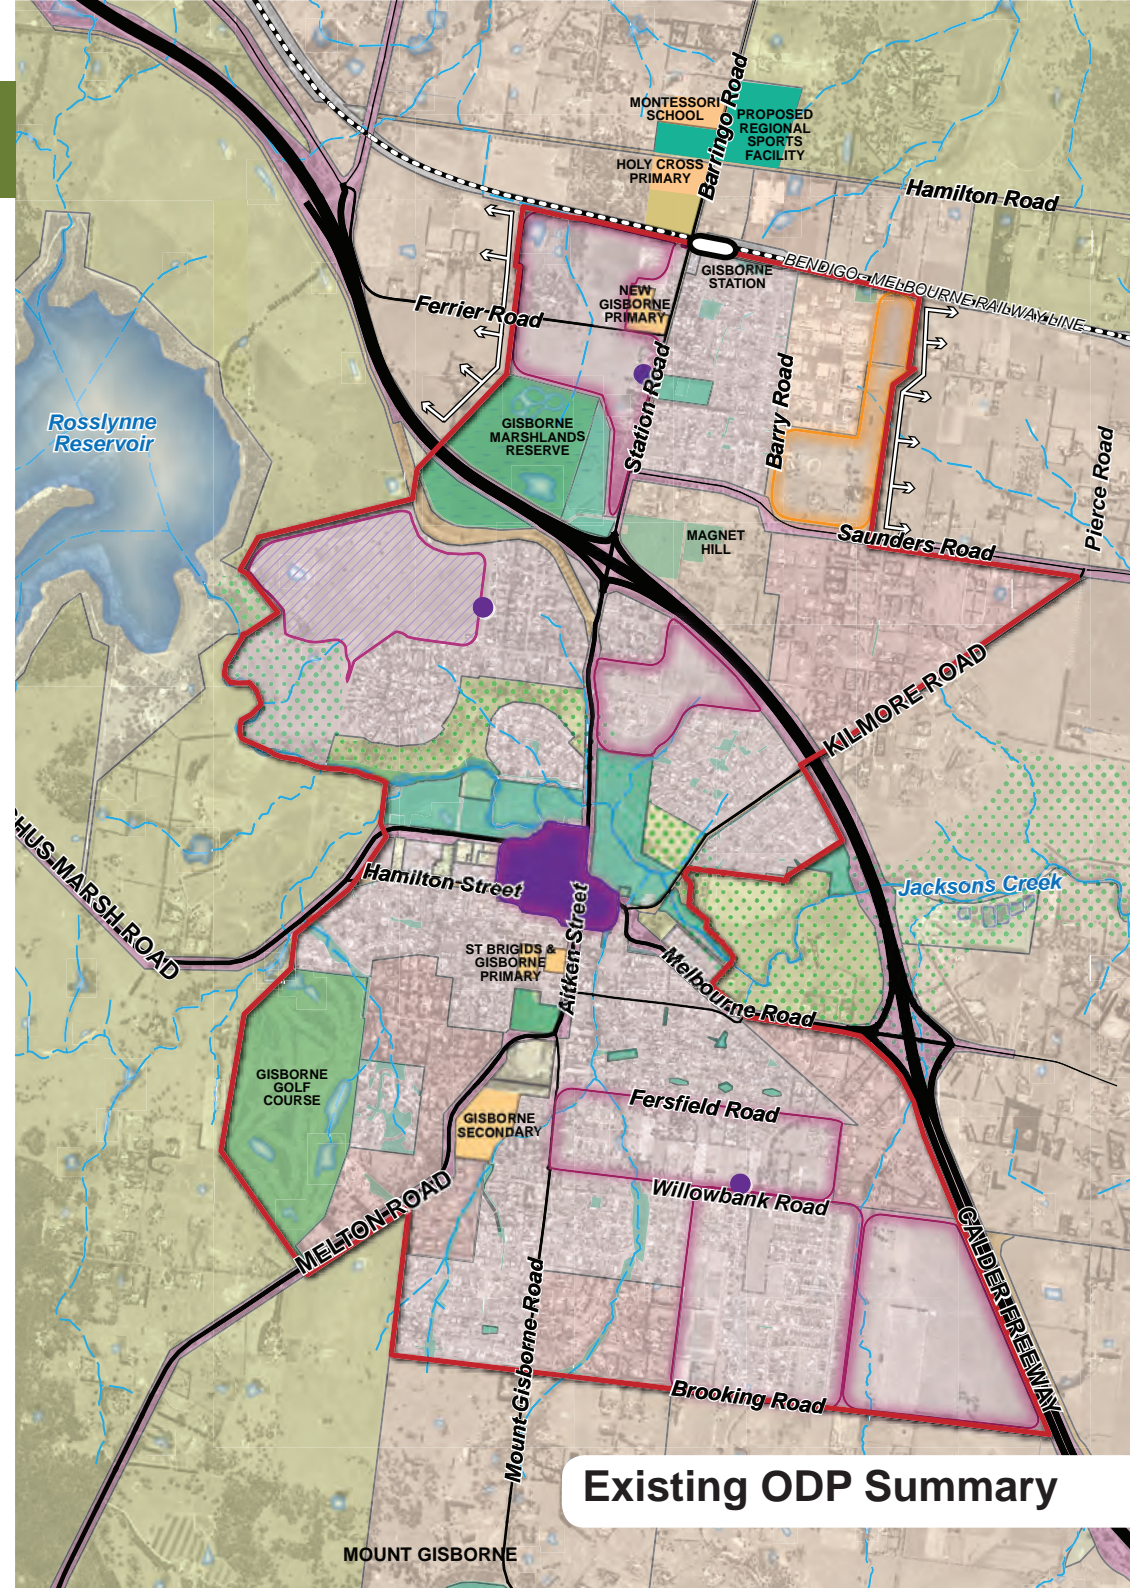 MONTESSORI
SCHOOL
Barringo Road
PROPOSED
REGIONAL
SPORTS
FACILITY
HOLY CROSS
PRIMARY
Hamilton Road
GISBORNE
STATION
BENDIGO - MELBOURNE RAILWAY LINE
NEW
GISBORNE
PRIMARY
Ferrier Road
Station Road
Barry Road
Rosslynne
Reservoir
GISBORNE
MARSHLANDS
RESERVE
Pierce Road
MAGNET
HILL
Saunders Road
KILMORE ROAD
HUS MARSH ROAD
Hamilton Street
Jacksons Creek
Aitken Street
ST BRIGIDS &
GISBORNE
PRIMARY
Melbourne Road
GISBORNE
GOLF
COURSE
Fersfield Road
GISBORNE
SECONDARY
MELTON ROAD
Willowbank Road
CALDER FREEWAY
Mount Gisborne Road
Brooking Road
Existing ODP Summary
MOUNT GISBORNE